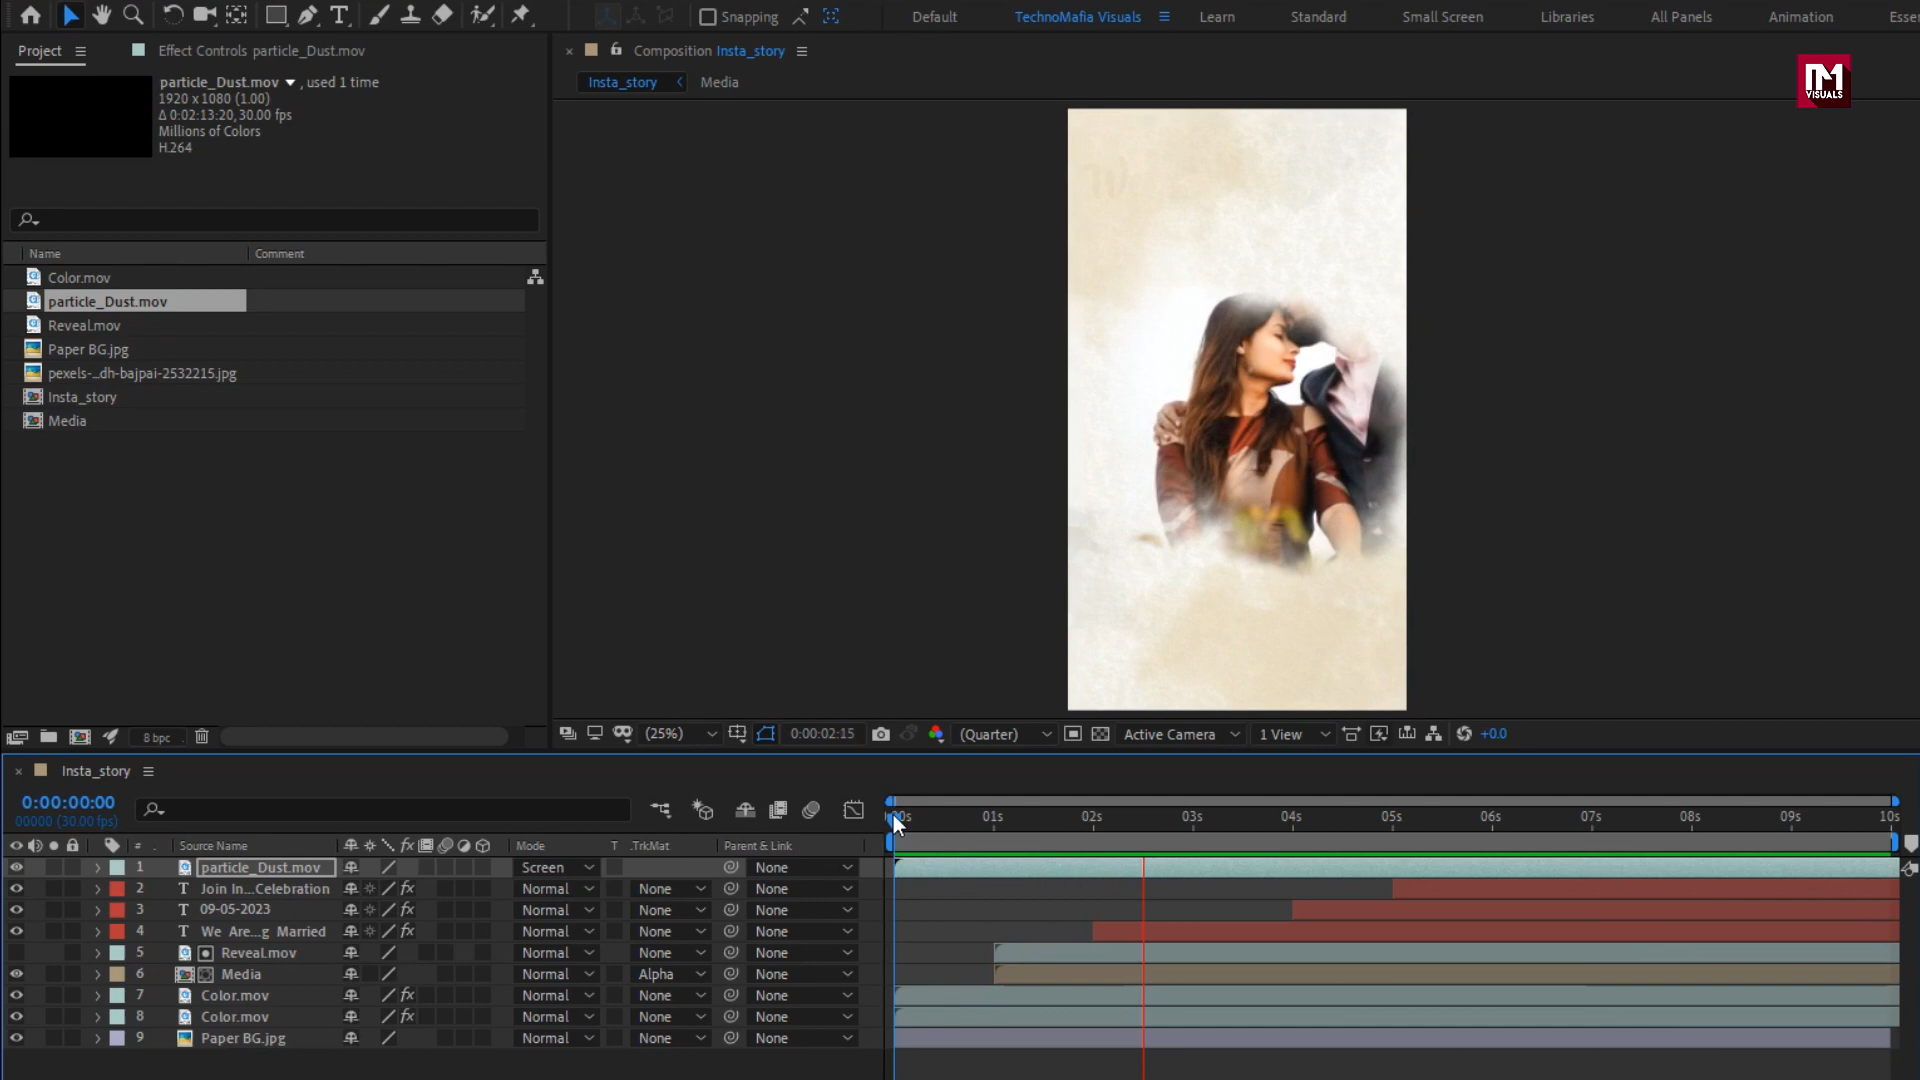 Snapping
Default
TechnoMafia Visuals
Learn
Standard
Small Screen
Libraries
All Panels
Animation
Esse
Project
Effect Controls particle_Dust.mov
Composition Insta_story
particle_Dust.mov , used 1 time
1920 x 1080 (1.00)
Δ 0:02:13:20, 30.00 fps
Millions of Colors
H.264
Insta_story
Media
M
VISUALS
Name
Comment
Color.mov
particle_Dust.mov
Reveal.mov
Paper BG.jpg
pexels-...dh-bajpai-2532215.jpg
Insta_story
Media
8 bpc
(25%)
0:00:02:15
(Quarter)
Active Camera
1 View
+0.0
Insta_story
0:00:00:00
00000 (30.00 fps)
01s 02s 03s 04s 05s 06s 07s 08s 09s 10s
# Source Name Mode T .TrkMat Parent & Link
1 particle_Dust.mov Screen None
2 T Join In...Celebration fx Normal None None
3 T 09-05-2023 fx Normal None None
4 T We Are...g Married fx Normal None None
5 Reveal.mov Normal None None
6 Media Normal Alpha None
7 Color.mov fx Normal None None
8 Color.mov fx Normal None None
9 Paper BG.jpg Normal None None